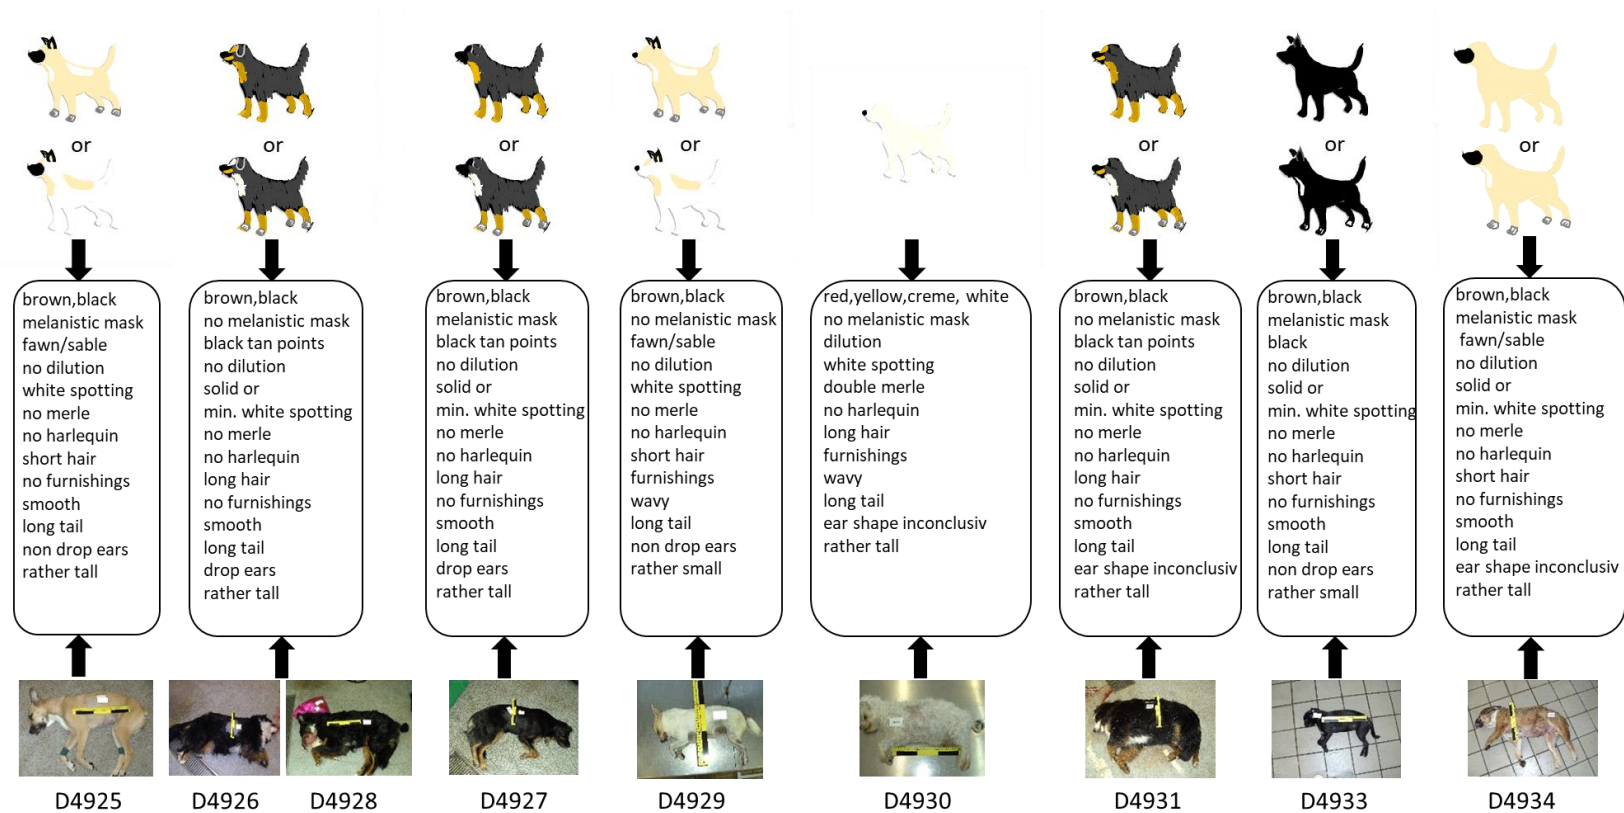 or
or
or
or
or
or
or
brown,black
melanistic mask
fawn/sable
no dilution
white spotting
no merle
no harlequin
short hair
no furnishings
smooth
long tail
non drop ears
rather tall
brown,black
no melanistic mask
black tan points
no dilution
solid or
min. white spotting
no merle
no harlequin
long hair
no furnishings
smooth
long tail
drop ears
rather tall
brown,black
melanistic mask
black tan points
no dilution
solid or
min. white spotting
no merle
no harlequin
long hair
no furnishings
smooth
long tail
drop ears
rather tall
brown,black
no melanistic mask
fawn/sable
no dilution
white spotting
no merle
no harlequin
short hair
furnishings
wavy
long tail
non drop ears
rather small
red,yellow,creme, white
no melanistic mask
dilution
white spotting
double merle
no harlequin
long hair
furnishings
wavy
long tail
ear shape inconclusiv
rather tall
brown,black
no melanistic mask
black tan points
no dilution
solid or
min. white spotting
no merle
no harlequin
long hair
no furnishings
smooth
long tail
ear shape inconclusiv
rather tall
brown,black
melanistic mask
black
no dilution
solid or
min. white spotting
no merle
no harlequin
short hair
no furnishings
smooth
long tail
non drop ears
rather small
brown,black
melanistic mask
fawn/sable
no dilution
solid or
min. white spotting
no merle
no harlequin
short hair
no furnishings
smooth
long tail
ear shape inconclusiv
rather tall
D4925
D4926
D4928
D4927
D4929
D4930
D4931
D4933
D4934